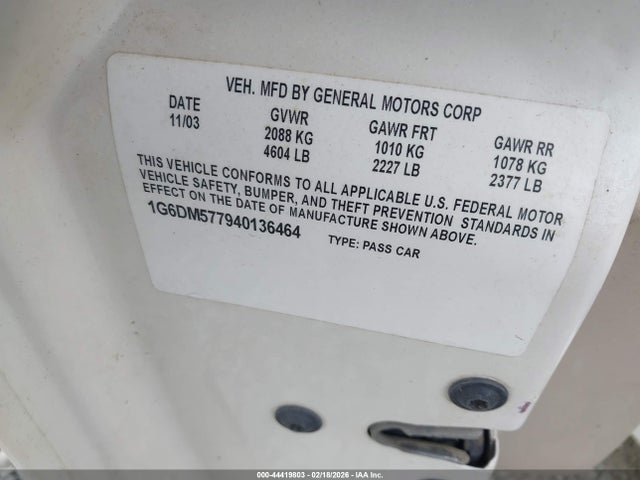 VEH. MFD BY GENERAL MOTORS CORP
DATE GVWR GAWR FRT GAWR RR
11/03 2088 KG 1010 KG 1078 KG
4604 LB 2227 LB 2377 LB
THIS VEHICLE CONFORMS TO ALL APPLICABLE U.S. FEDERAL MOTOR
VEHICLE SAFETY, BUMPER, AND THEFT PREVENTION STANDARDS IN
EFFECT ON THE DATE OF MANUFACTURE SHOWN ABOVE.
1G6DM577940136464 TYPE: PASS CAR
000-44419803 - 02/18/2026 - IAA Inc.